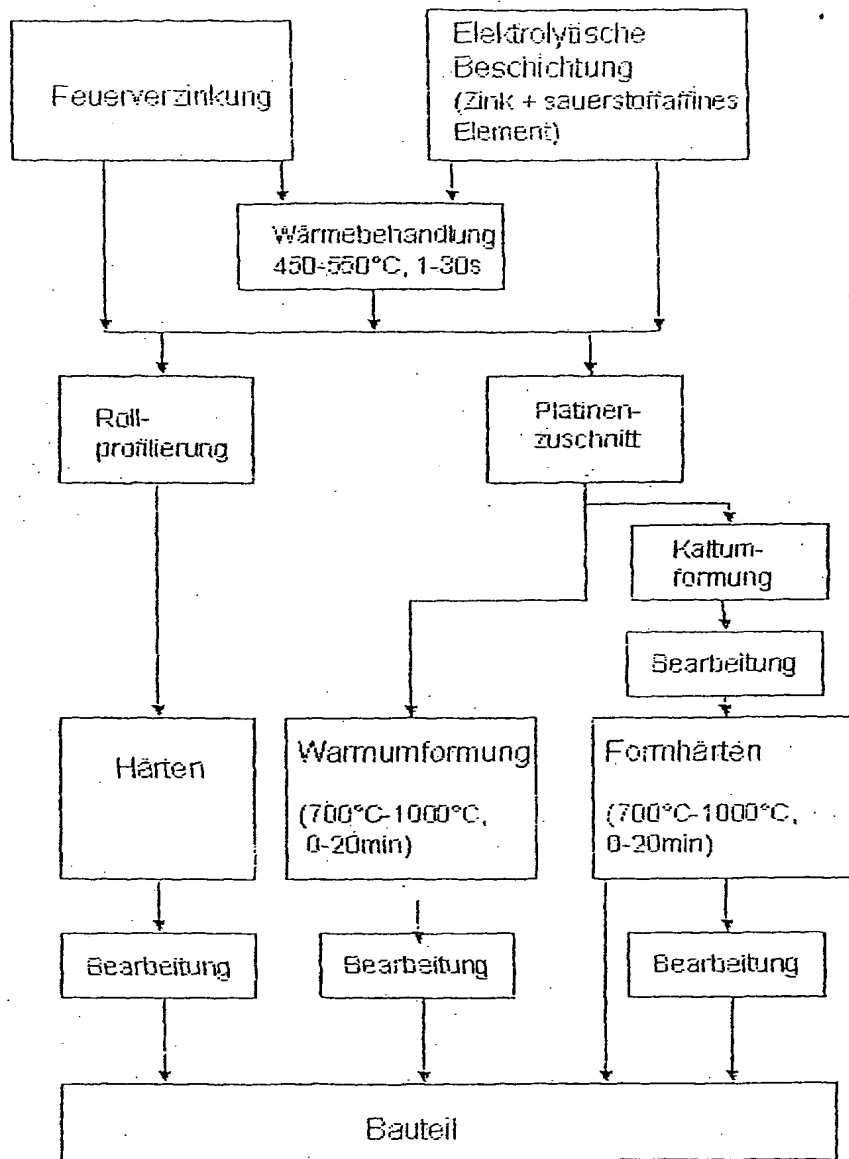 Feuerverzinkung
Elektrolytische
Beschichtung
(Zink + sauerstoffaffines
Element)
Wärmebehandlung
450-550°C, 1-30s
Roll-
profilierung
Platinen-
zuschnitt
Kaltum-
formung
Bearbeitung
Härten
Warmumformung
(700°C-1000°C,
0-20min)
Formhärten
(700°C-1000°C,
0-20min)
Bearbeitung
Bearbeitung
Bearbeitung
Bauteil